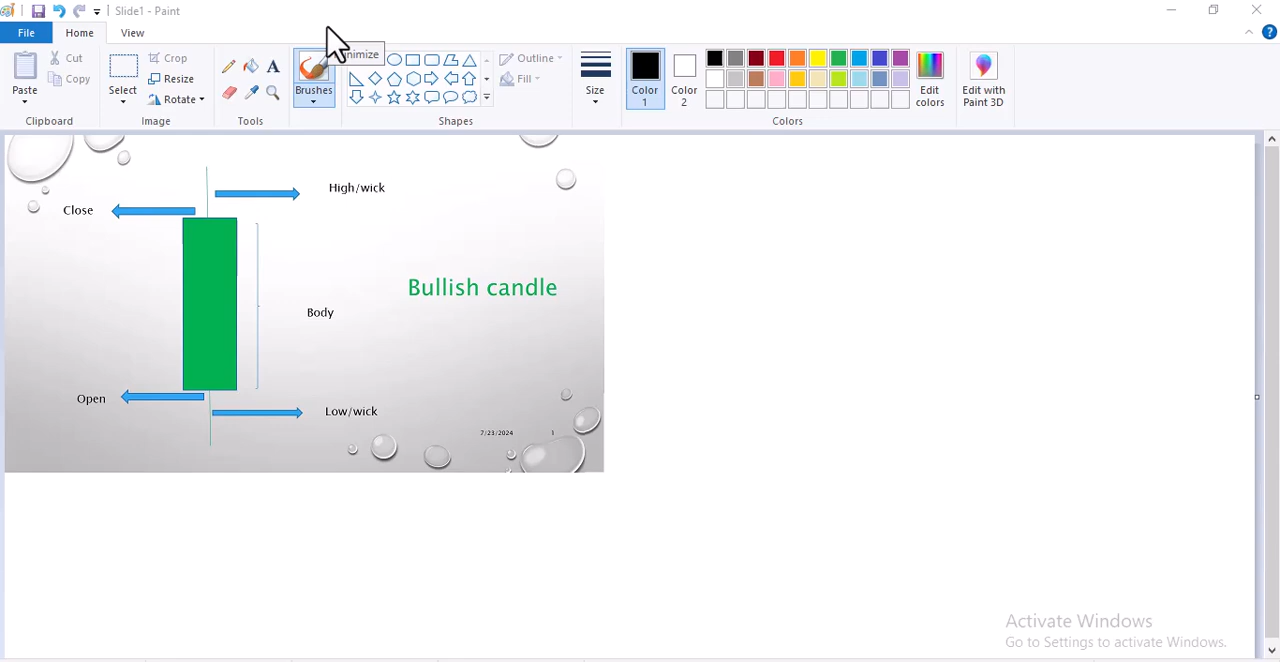 Slide1 - Paint
File
Home
View
inimize
Paste
Cut
Copy
Select
Crop
Resize
Rotate
A
Brushes
Outline
Fill
Size
Color
1
Color
2
Edit
colors
Edit with
Paint 3D
Clipboard
Image
Tools
Shapes
Colors
High/wick
Close
Bullish candle
Body
Open
Low/wick
7/23/2024
1
Activate Windows
Go to Settings to activate Windows.